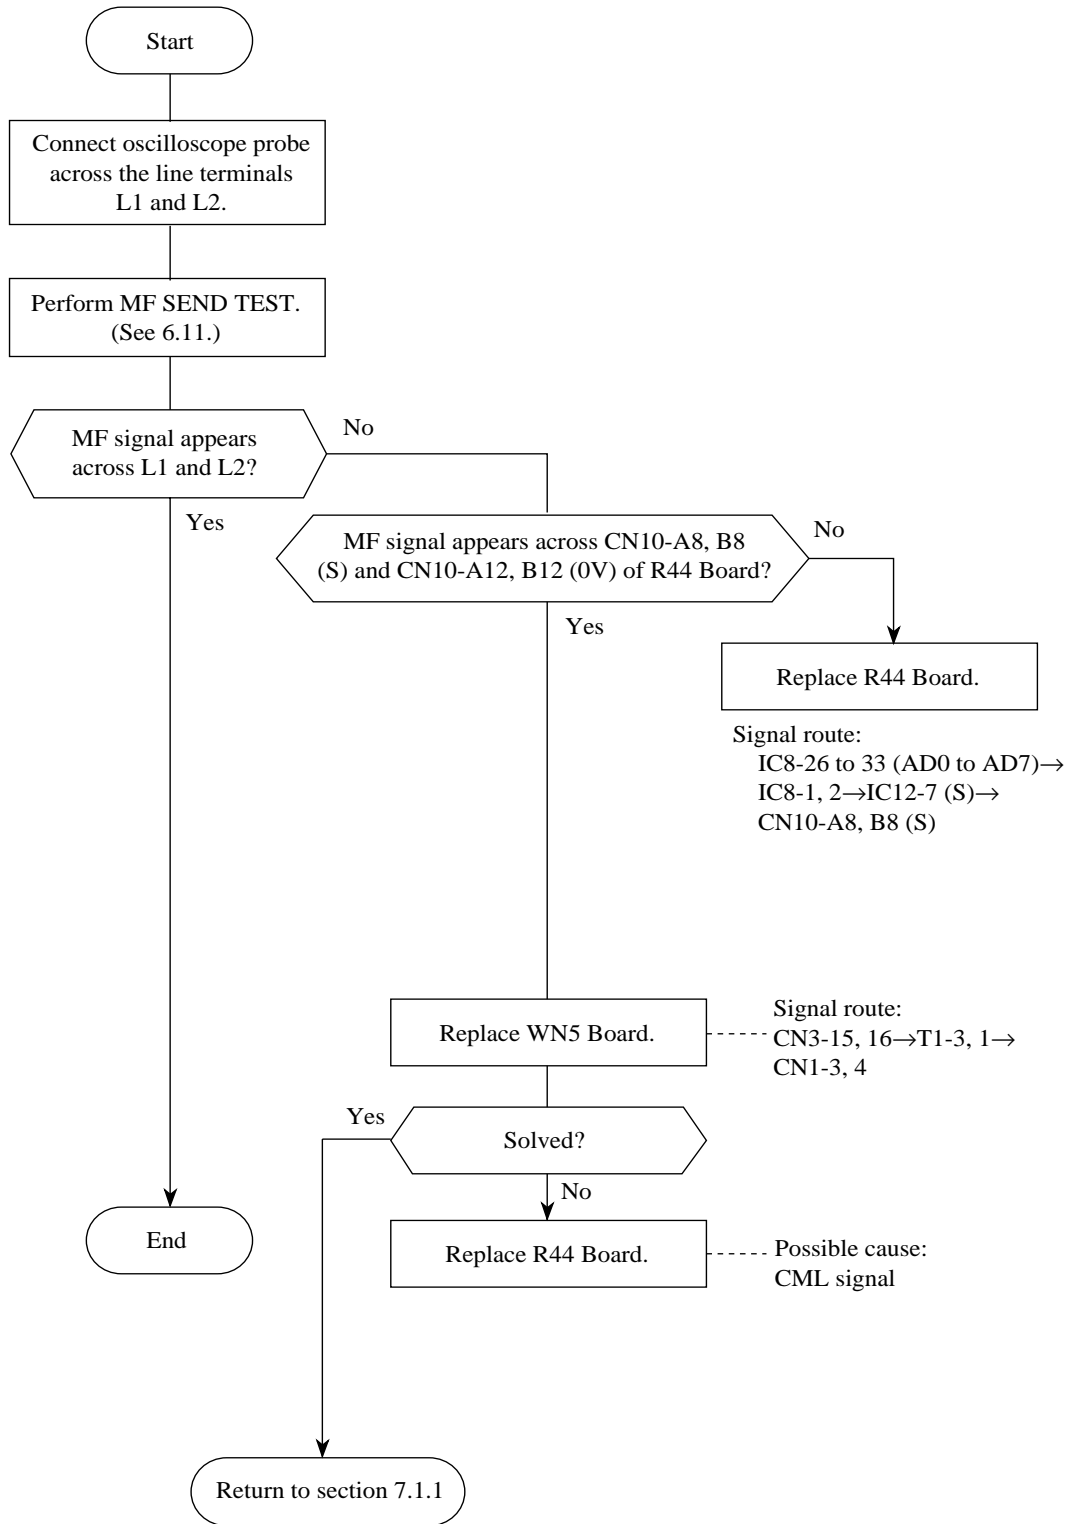 Start
Connect oscilloscope probe
across the line terminals
L1 and L2.
Perform MF SEND TEST.
(See 6.11.)
MF signal appears
across L1 and L2?
No
Yes
MF signal appears across CN10-A8, B8
(S) and CN10-A12, B12 (0V) of R44 Board?
No
Yes
Replace R44 Board.
Signal route:
IC8-26 to 33 (AD0 to AD7)→
IC8-1, 2→IC12-7 (S)→
CN10-A8, B8 (S)
Replace WN5 Board.
Signal route:
CN3-15, 16→T1-3, 1→
CN1-3, 4
Yes
Solved?
No
End
Replace R44 Board.
Possible cause:
CML signal
Return to section 7.1.1